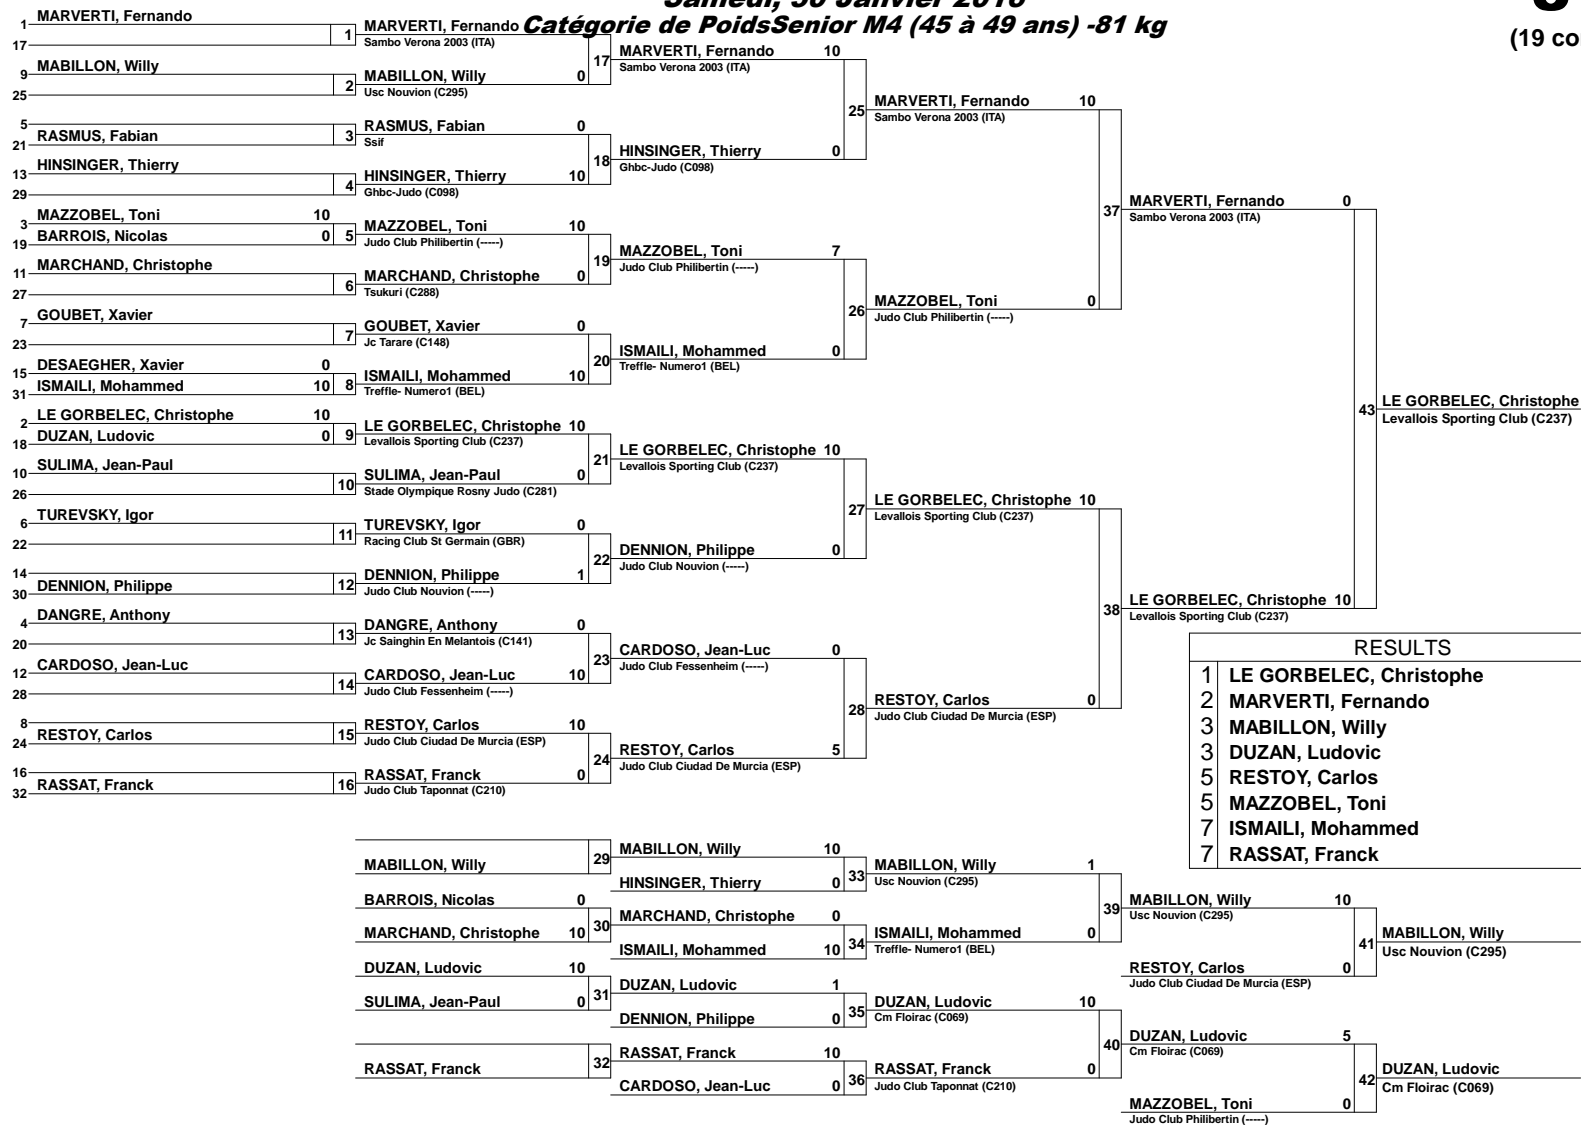 Catégorie de PoidsSenior M4 (45 à 49 ans) -81 kg
(19 co
1 MARVERTI, Fernando
17
1
9 MABILLON, Willy
25
2
5
21 RASMUS, Fabian
3
13 HINSINGER, Thierry
29
4
3 MAZZOBEL, Toni 10
19 BARROIS, Nicolas 0
5
11 MARCHAND, Christophe
27
6
7 GOUBET, Xavier
23
7
15 DESAEGHER, Xavier 0
31 ISMAILI, Mohammed 10
8
2 LE GORBELEC, Christophe 10
18 DUZAN, Ludovic 0
9
10 SULIMA, Jean-Paul
26
10
6 TUREVSKY, Igor
22
11
14
30 DENNION, Philippe
12
4 DANGRE, Anthony
20
13
12 CARDOSO, Jean-Luc
28
14
8
24 RESTOY, Carlos
15
16
32 RASSAT, Franck
16
MARVERTI, Fernando
Sambo Verona 2003 (ITA)
17
MABILLON, Willy 0
Usc Nouvion (C295)
RASMUS, Fabian 0
Ssif
18
HINSINGER, Thierry 10
Ghbc-Judo (C098)
MAZZOBEL, Toni 10
Judo Club Philibertin (-----)
19
MARCHAND, Christophe 0
Tsukuri (C288)
GOUBET, Xavier 0
Jc Tarare (C148)
20
ISMAILI, Mohammed 10
Treffle- Numero1 (BEL)
LE GORBELEC, Christophe 10
Levallois Sporting Club (C237)
21
SULIMA, Jean-Paul 0
Stade Olympique Rosny Judo (C281)
TUREVSKY, Igor 0
Racing Club St Germain (GBR)
22
DENNION, Philippe 1
Judo Club Nouvion (-----)
DANGRE, Anthony 0
Jc Sainghin En Melantois (C141)
23
CARDOSO, Jean-Luc 10
Judo Club Fessenheim (-----)
RESTOY, Carlos 10
Judo Club Ciudad De Murcia (ESP)
24
RASSAT, Franck 0
Judo Club Taponnat (C210)
MARVERTI, Fernando 10
Sambo Verona 2003 (ITA)
25
HINSINGER, Thierry 0
Ghbc-Judo (C098)
MAZZOBEL, Toni 7
Judo Club Philibertin (-----)
26
ISMAILI, Mohammed 0
Treffle- Numero1 (BEL)
LE GORBELEC, Christophe 10
Levallois Sporting Club (C237)
27
DENNION, Philippe 0
Judo Club Nouvion (-----)
CARDOSO, Jean-Luc 0
Judo Club Fessenheim (-----)
28
RESTOY, Carlos 5
Judo Club Ciudad De Murcia (ESP)
MARVERTI, Fernando 10
Sambo Verona 2003 (ITA)
37
MAZZOBEL, Toni 0
Judo Club Philibertin (-----)
LE GORBELEC, Christophe 10
Levallois Sporting Club (C237)
38
RESTOY, Carlos 0
Judo Club Ciudad De Murcia (ESP)
MARVERTI, Fernando 0
Sambo Verona 2003 (ITA)
43
LE GORBELEC, Christophe 10
Levallois Sporting Club (C237)
LE GORBELEC, Christophe
Levallois Sporting Club (C237)
RESULTS
1 LE GORBELEC, Christophe
2 MARVERTI, Fernando
3 MABILLON, Willy
3 DUZAN, Ludovic
5 RESTOY, Carlos
5 MAZZOBEL, Toni
7 ISMAILI, Mohammed
7 RASSAT, Franck
MABILLON, Willy
29
BARROIS, Nicolas 0
30
MARCHAND, Christophe 10
DUZAN, Ludovic 10
31
SULIMA, Jean-Paul 0
32
RASSAT, Franck
MABILLON, Willy 10
33
HINSINGER, Thierry 0
MARCHAND, Christophe 0
34
ISMAILI, Mohammed 10
DUZAN, Ludovic 1
35
DENNION, Philippe 0
RASSAT, Franck 10
36
CARDOSO, Jean-Luc 0
MABILLON, Willy 1
Usc Nouvion (C295)
39
ISMAILI, Mohammed 0
Treffle- Numero1 (BEL)
DUZAN, Ludovic 10
Cm Floirac (C069)
40
RASSAT, Franck 0
Judo Club Taponnat (C210)
MABILLON, Willy 10
Usc Nouvion (C295)
41
RESTOY, Carlos 0
Judo Club Ciudad De Murcia (ESP)
DUZAN, Ludovic 5
Cm Floirac (C069)
42
MAZZOBEL, Toni 0
Judo Club Philibertin (-----)
MABILLON, Willy
Usc Nouvion (C295)
DUZAN, Ludovic
Cm Floirac (C069)